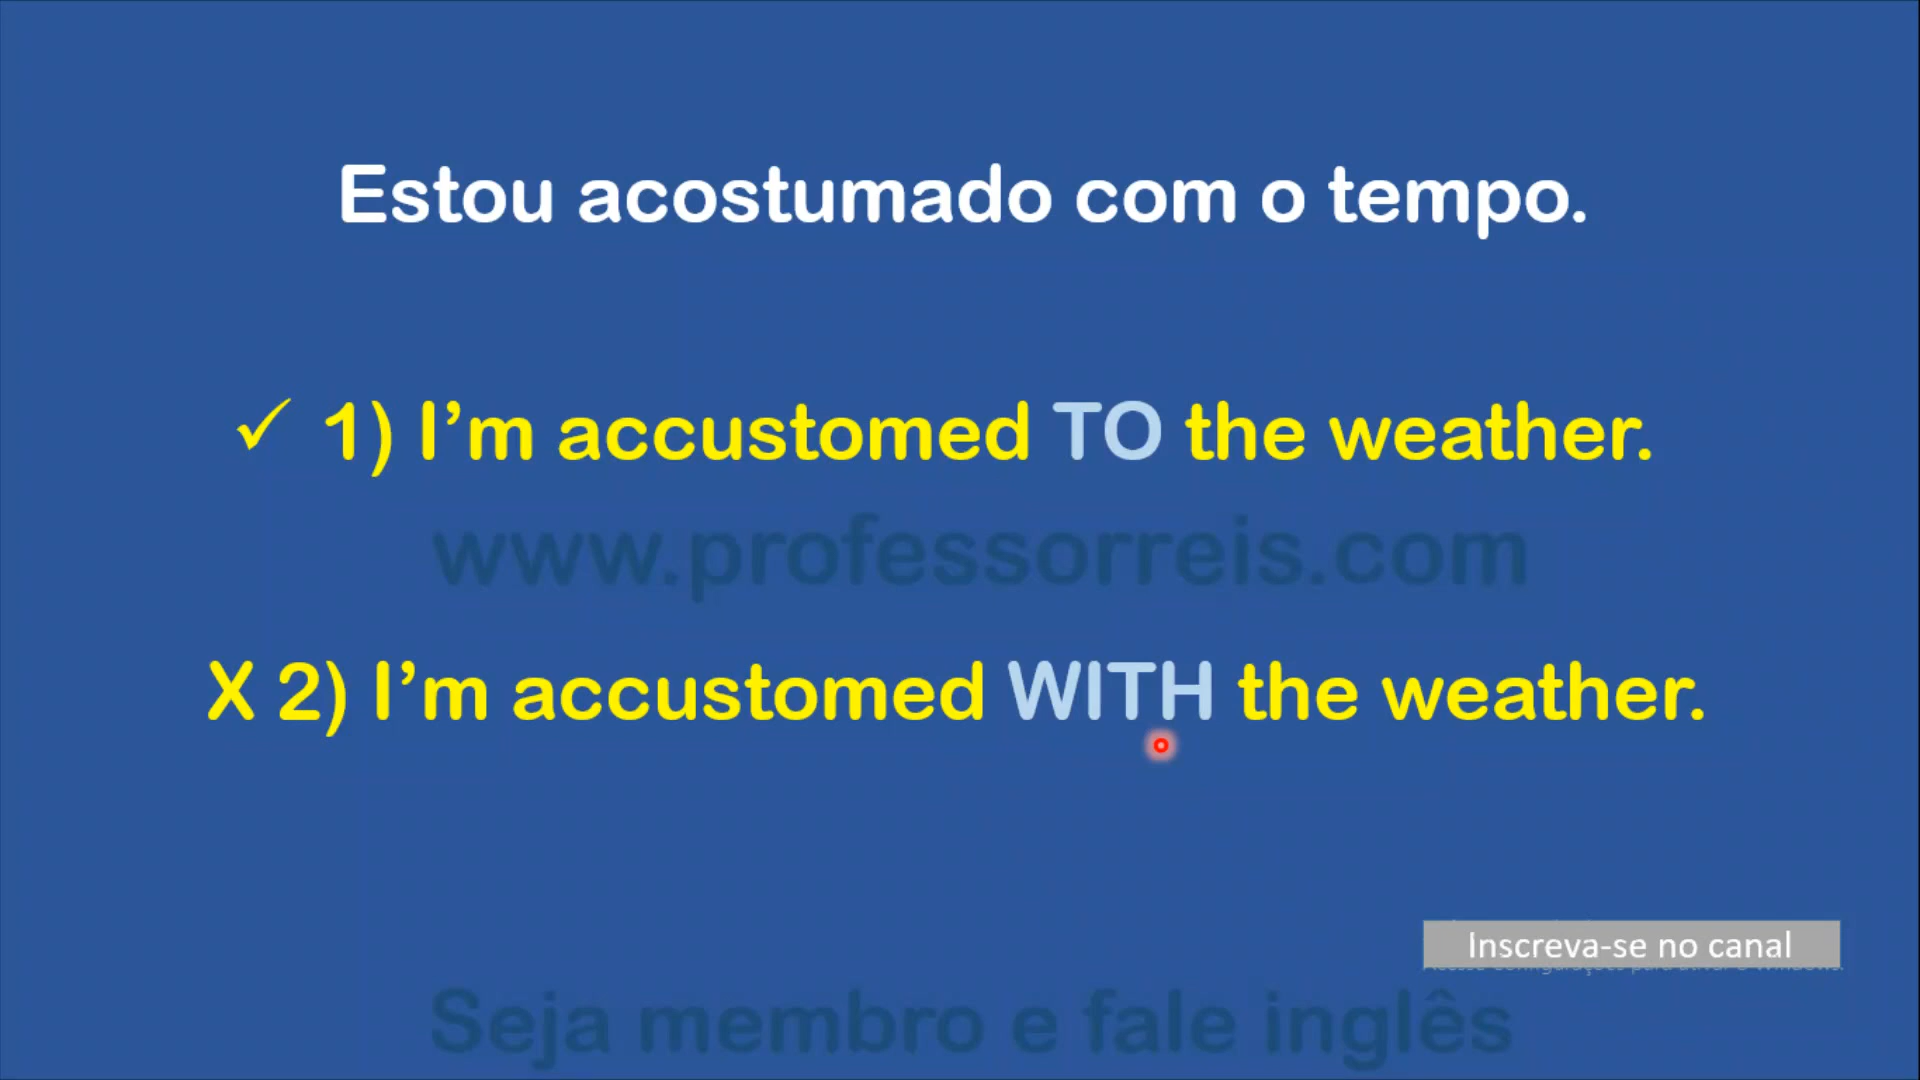 Estou acostumado com o tempo.
✓ 1) I’m accustomed TO the weather.
www.professorreis.com
X 2) I’m accustomed WITH the weather.
Inscreva-se no canal
Seja membro e fale inglês